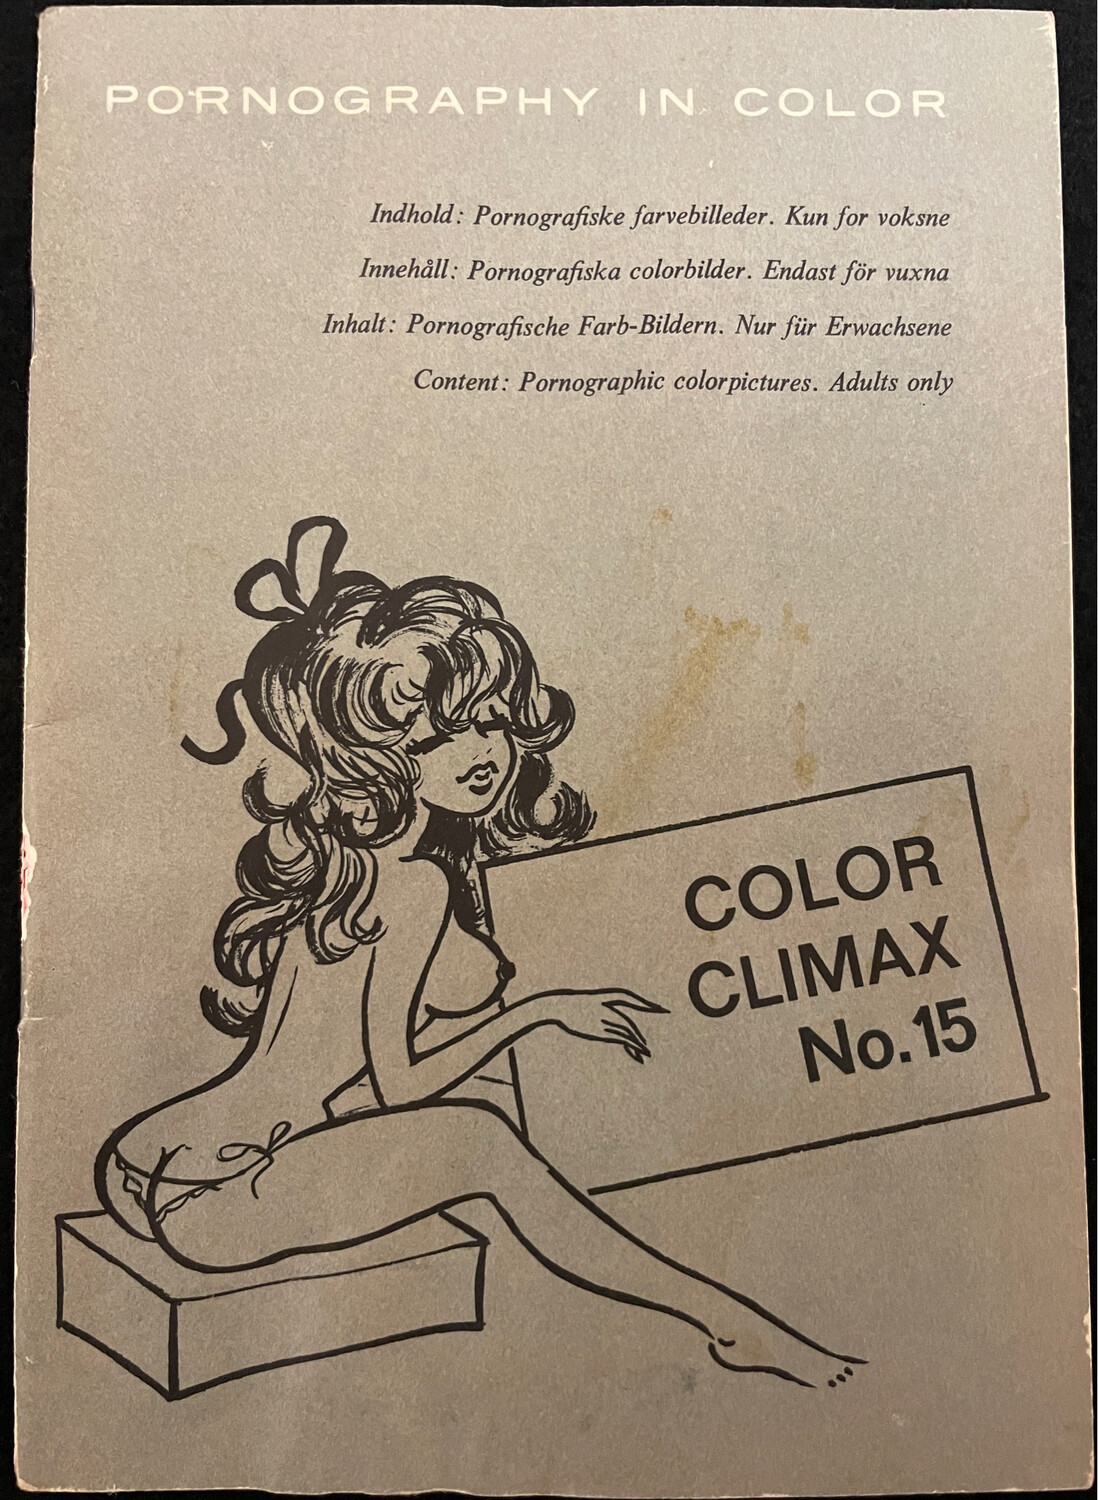 PORNOGRAPHY IN COLOR
Indhold: Pornografiske farvebilleder. Kun for voksne
Innehåll: Pornografiska colorbilder. Endast för vuxna
Inhalt: Pornografische Farb-Bildern. Nur für Erwachsene
Content: Pornographic colorpictures. Adults only
COLOR
CLIMAX
No. 15